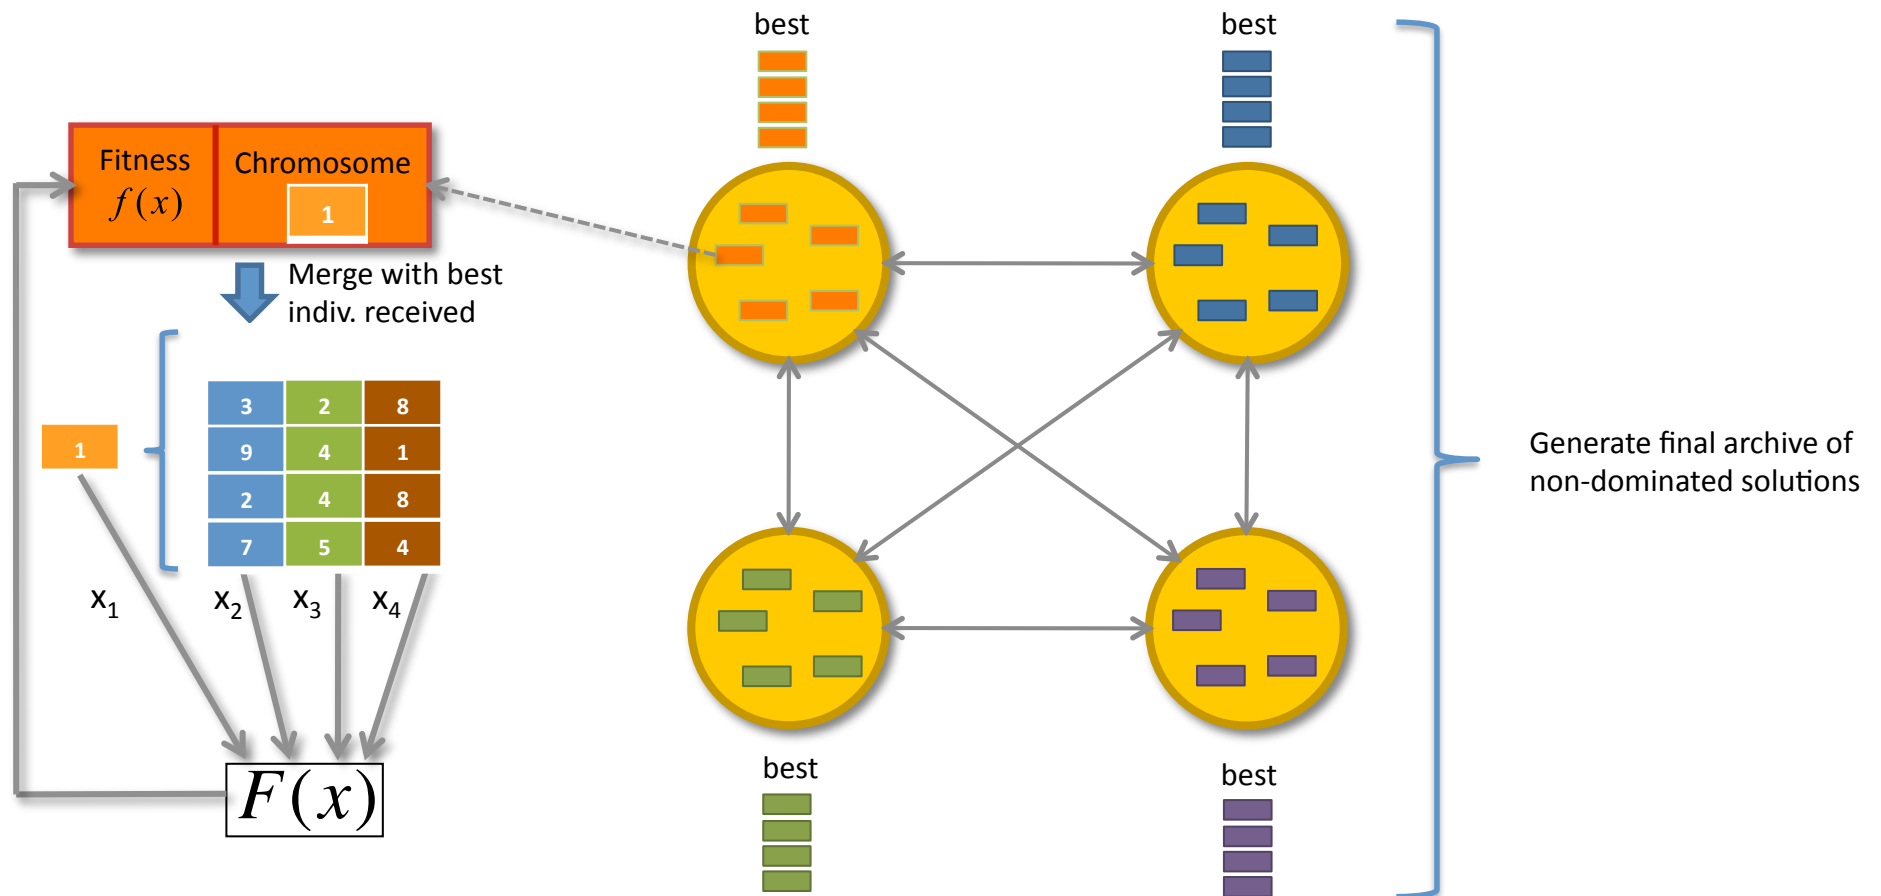 best
best
Fitness
f(x)
Chromosome
1
Merge with best
indiv. received
3 2 8
1
9 4 1
2 4 8
7 5 4
x₁ x₂ x₃ x₄
F(x)
Generate final archive of
non-dominated solutions
best
best